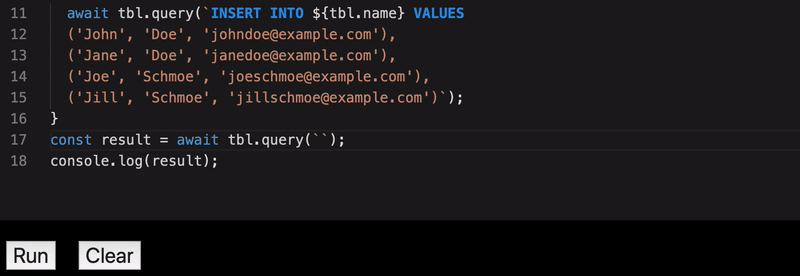 11 await tbl.query(`INSERT INTO ${tbl.name} VALUES
12 ('John', 'Doe', 'johndoe@example.com'),
13 ('Jane', 'Doe', 'janedoe@example.com'),
14 ('Joe', 'Schmoe', 'joeschmoe@example.com'),
15 ('Jill', 'Schmoe', 'jillschmoe@example.com')`);
16 }
17 const result = await tbl.query(``);
18 console.log(result);
Run Clear